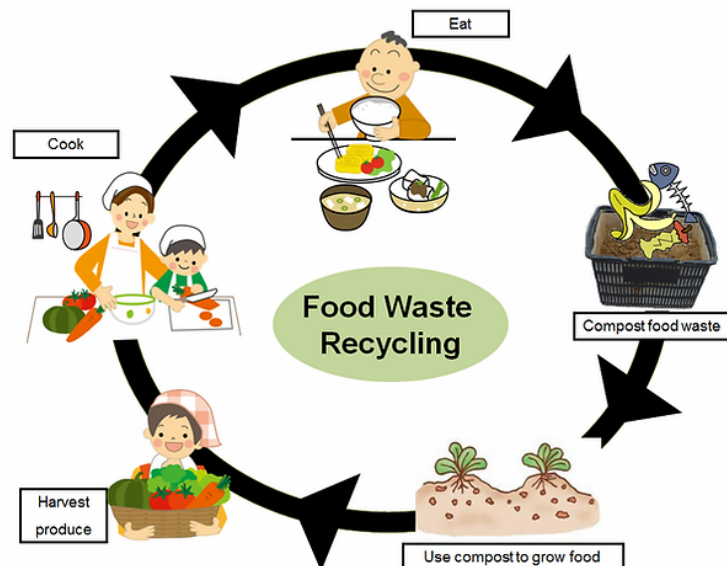 Eat
Cook
Compost food waste
Food Waste
Recycling
Harvest
produce
Use compost to grow food